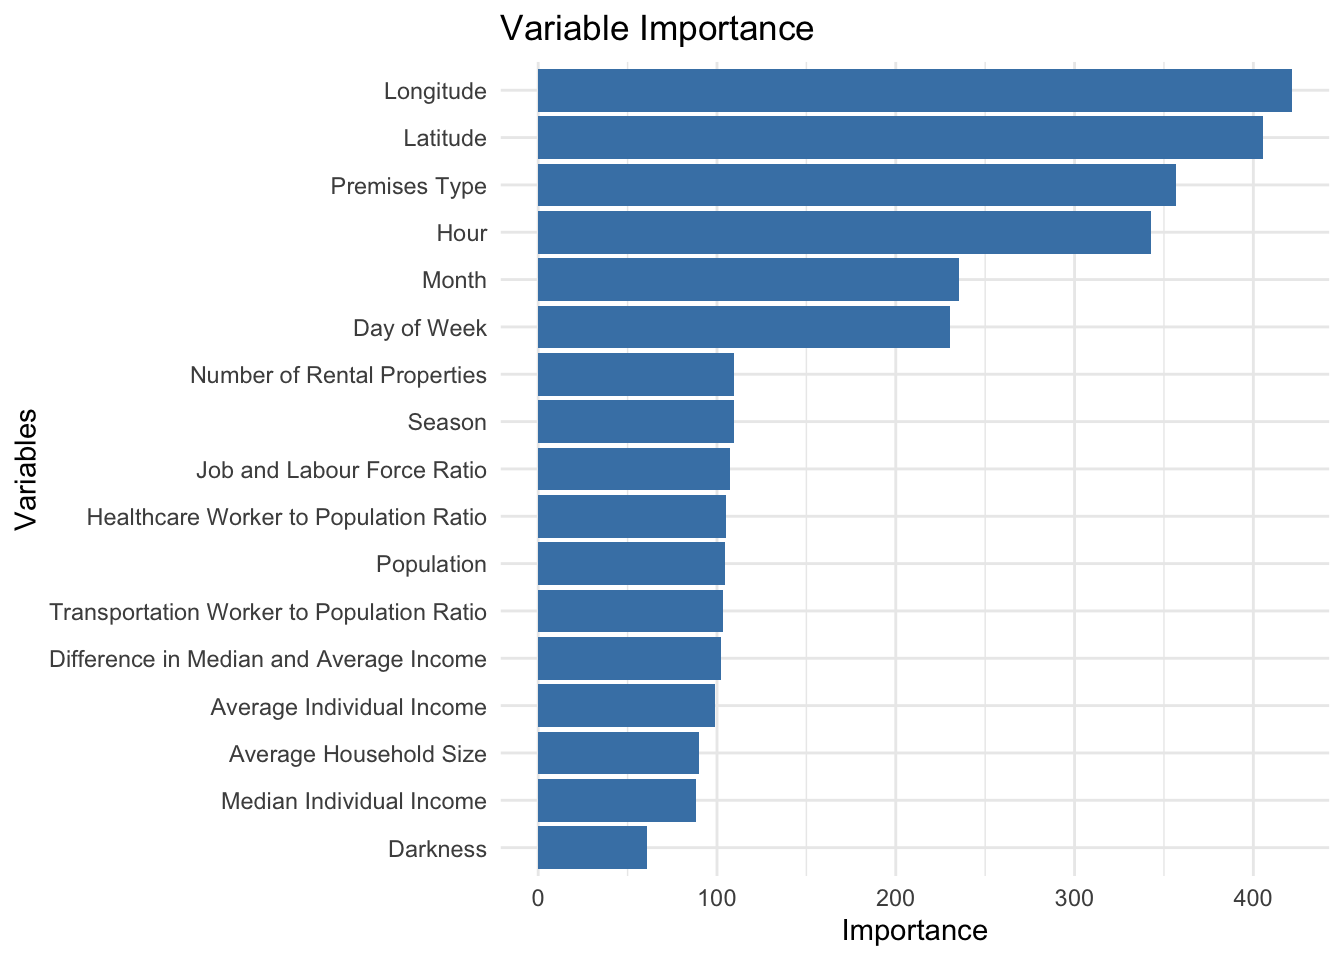 Variable Importance
Variables
Longitude
Latitude
Premises Type
Hour
Month
Day of Week
Number of Rental Properties
Season
Job and Labour Force Ratio
Healthcare Worker to Population Ratio
Population
Transportation Worker to Population Ratio
Difference in Median and Average Income
Average Individual Income
Average Household Size
Median Individual Income
Darkness
0 100 200 300 400
Importance